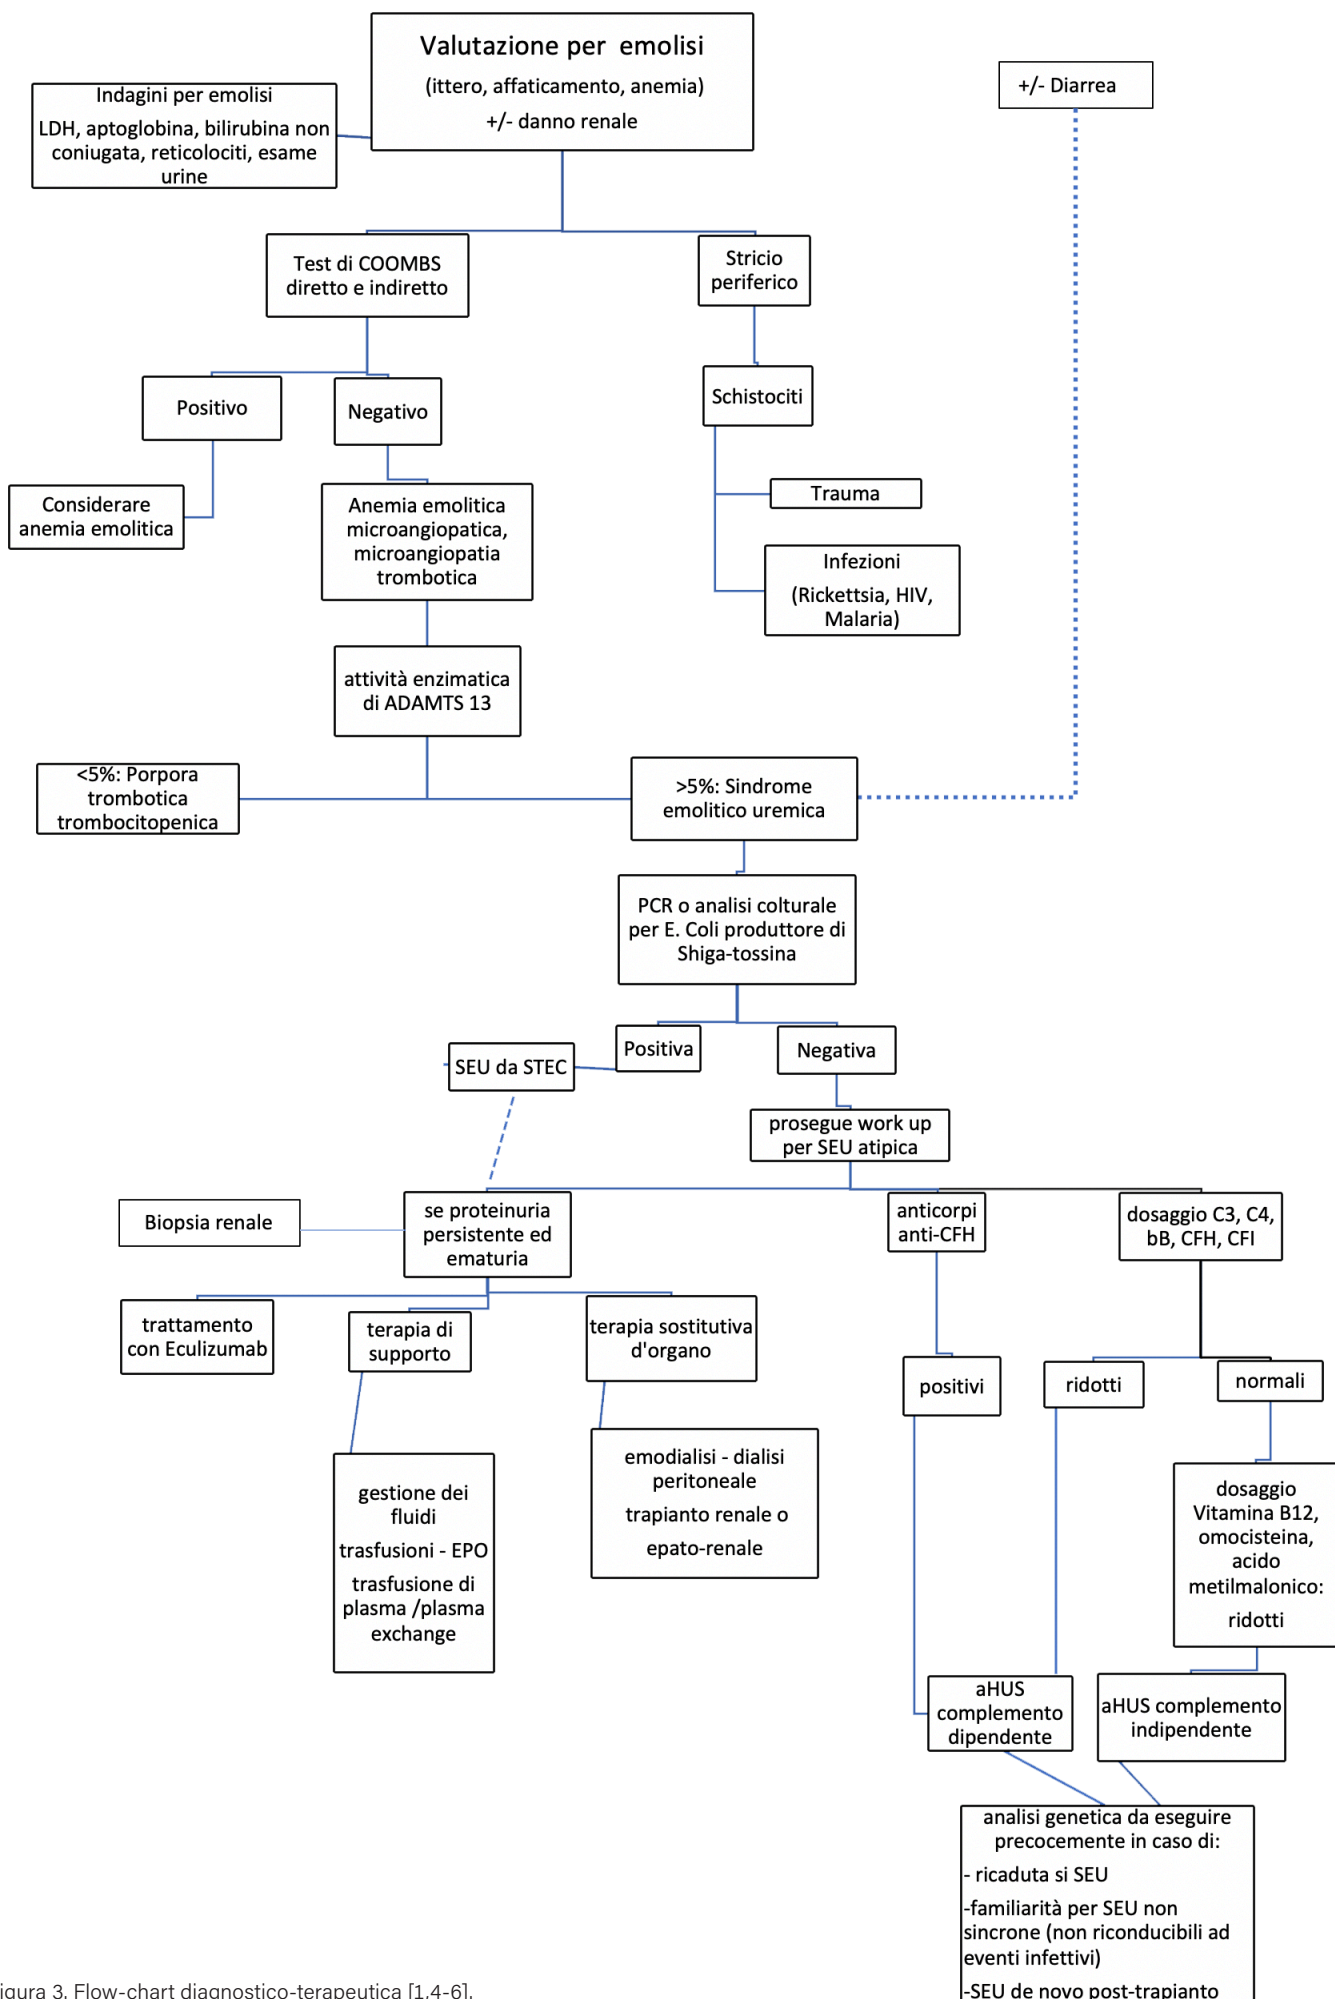 Valutazione per emolisi
(ittero, affaticamento, anemia)
+/- danno renale
Indagini per emolisi
LDH, aptoglobina, bilirubina non
coniugata, reticolociti, esame
urine
+/- Diarrea
Test di COOMBS
diretto e indiretto
Stricio
periferico
Positivo
Negativo
Schistociti
Considerare
anemia emolitica
Anemia emolitica
microangiopatica,
microangiopatia
trombotica
Trauma
Infezioni
(Rickettsia, HIV,
Malaria)
attività enzimatica
di ADAMTS 13
<5%: Porpora
trombotica
trombocitopenica
>5%: Sindrome
emolitico uremica
PCR o analisi colturale
per E. Coli produttore di
Shiga-tossina
Positiva
Negativa
SEU da STEC
prosegue work up
per SEU atipica
Biopsia renale
se proteinuria
persistente ed
ematuria
anticorpi
anti-CFH
dosaggio C3, C4,
bB, CFH, CFI
trattamento
con Eculizumab
terapia di
supporto
terapia sostitutiva
d'organo
positivi
ridotti
normali
gestione dei
fluidi
trasfusioni - EPO
trasfusione di
plasma /plasma
exchange
emodialisi - dialisi
peritoneale
trapianto renale o
epato-renale
dosaggio
Vitamina B12,
omocisteina,
acido
metilmalonico:
ridotti
aHUS
complemento
dipendente
aHUS complemento
indipendente
analisi genetica da eseguire
precocemente in caso di:
- ricaduta si SEU
-familiarità per SEU non
sincrone (non riconducibili ad
eventi infettivi)
-SEU de novo post-trapianto
igura 3. Flow-chart diagnostico-terapeutica [1,4-6].